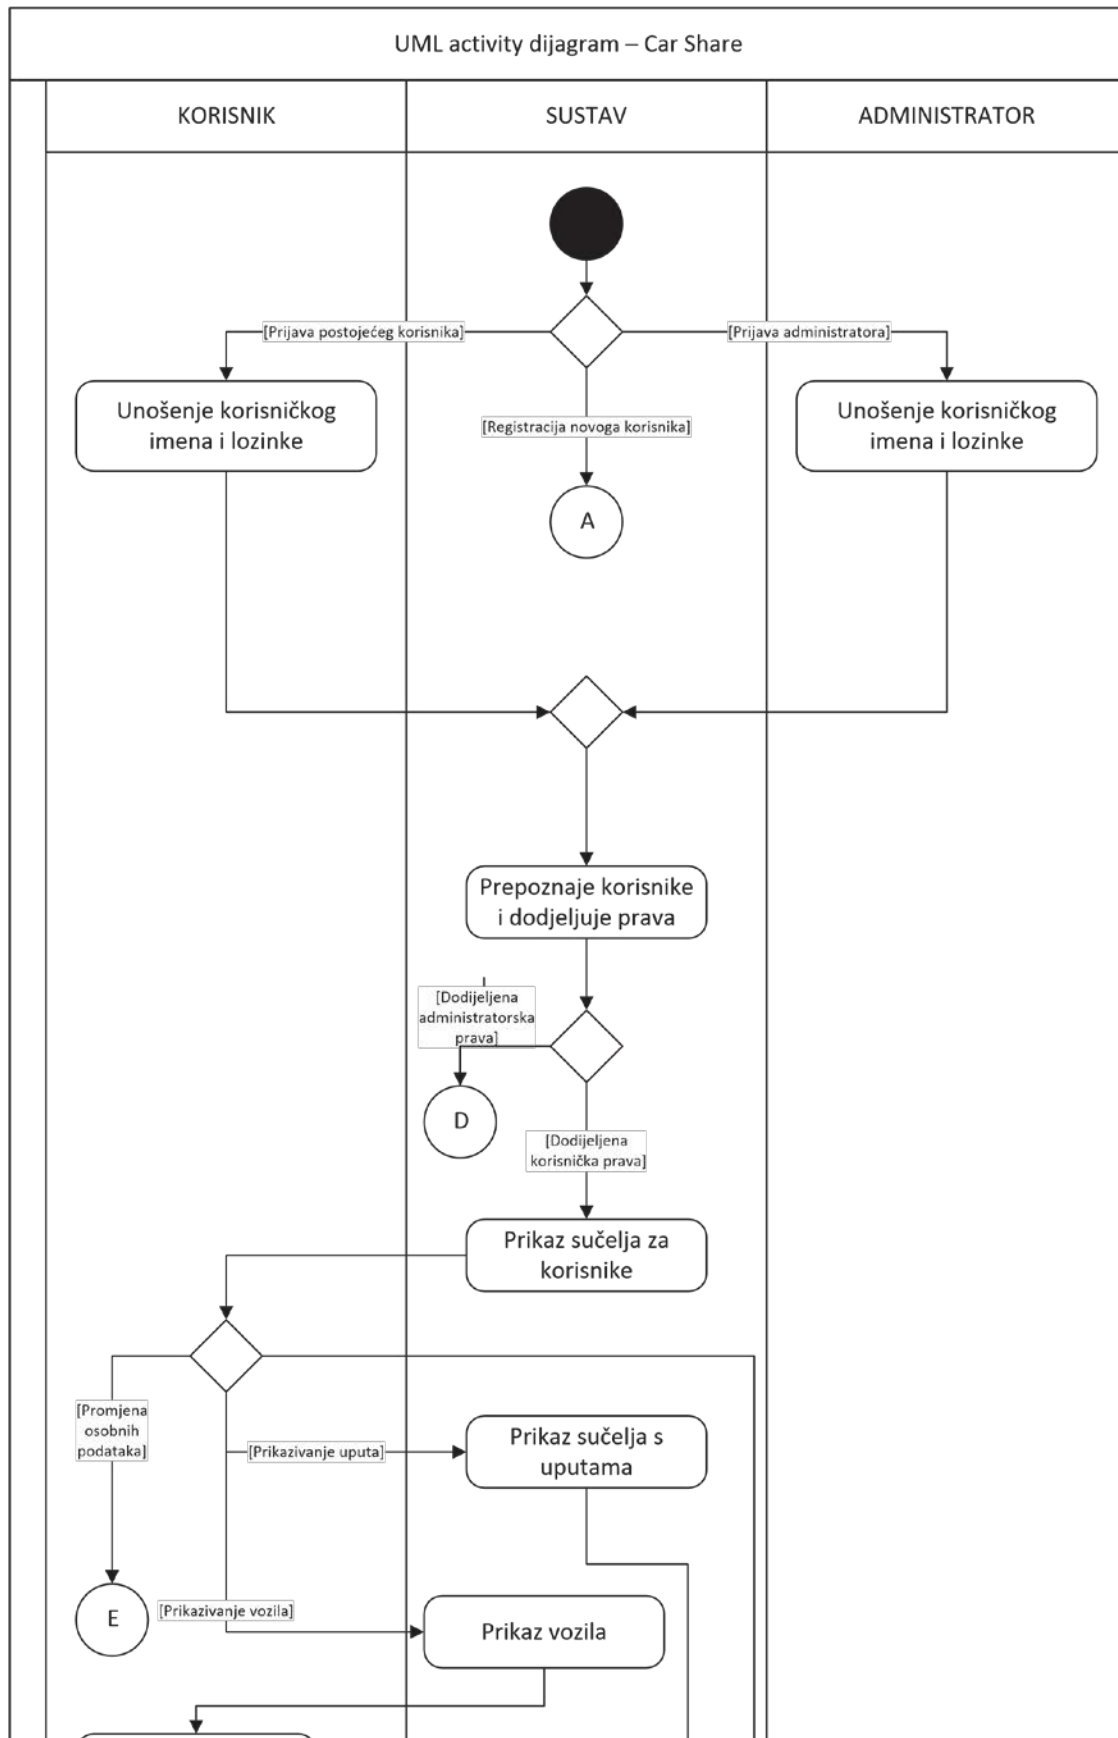 UML activity dijagram – Car Share
KORISNIK
SUSTAV
ADMINISTRATOR
[Prijava postojećeg korisnika]
[Prijava administratora]
Unošenje korisničkog
imena i lozinke
[Registracija novoga korisnika]
Unošenje korisničkog
imena i lozinke
A
Prepoznaje korisnike
i dodjeljuje prava
[Dodijeljena
administratorska
prava]
D
[Dodijeljena
korisnička prava]
Prikaz sučelja za
korisnike
[Promjena
osobnih
podataka]
[Prikazivanje uputa]
Prikaz sučelja s
uputama
E
[Prikazivanje vozila]
Prikaz vozila